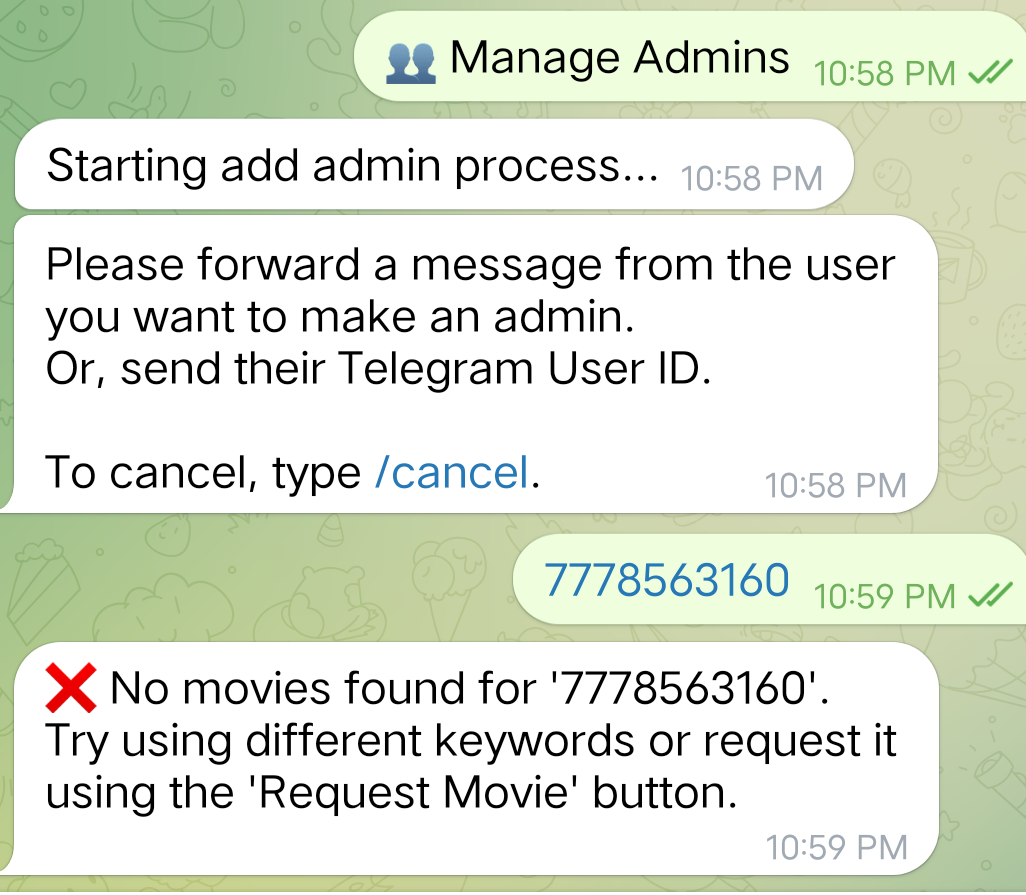 👥 Manage Admins 10:58 PM
Starting add admin process... 10:58 PM
Please forward a message from the user
you want to make an admin.
Or, send their Telegram User ID.
To cancel, type /cancel.
10:58 PM
7778563160 10:59 PM
❌ No movies found for '7778563160'.
Try using different keywords or request it
using the 'Request Movie' button.
10:59 PM